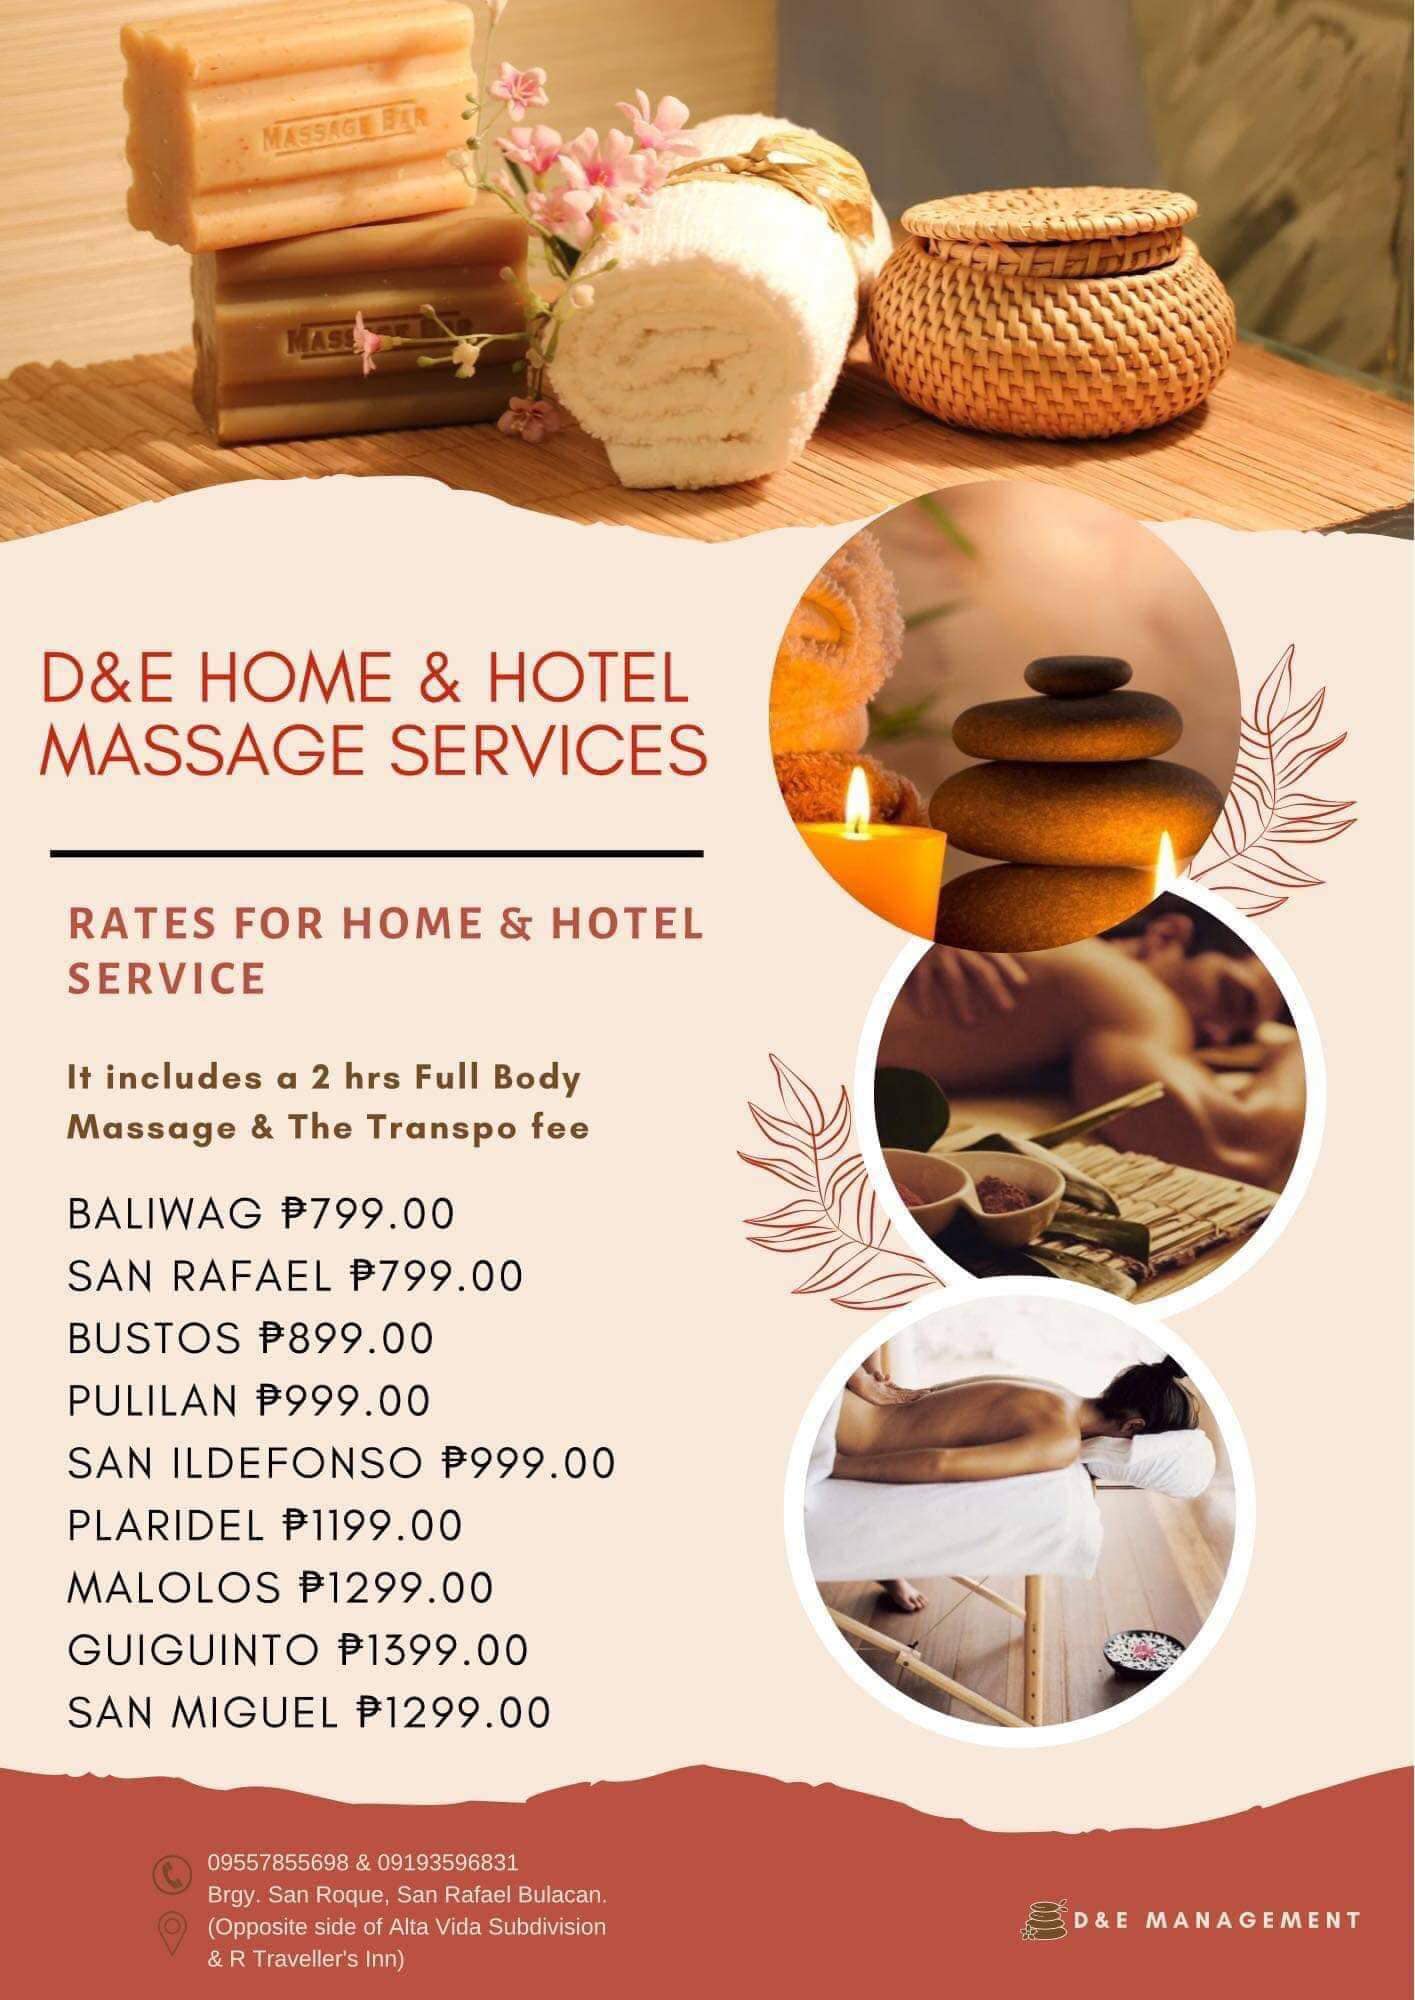 MASSAGE BAR
MASSAGE BAR
D&E HOME & HOTEL
MASSAGE SERVICES
RATES FOR HOME & HOTEL
SERVICE
It includes a 2 hrs Full Body
Massage & The Transpo fee
BALIWAG ₱799.00
SAN RAFAEL ₱799.00
BUSTOS ₱899.00
PULILAN ₱999.00
SAN ILDEFONSO ₱999.00
PLARIDEL ₱1199.00
MALOLOS ₱1299.00
GUIGUINTO ₱1399.00
SAN MIGUEL ₱1299.00
09557855698 & 09193596831
Brgy. San Roque, San Rafael Bulacan.
(Opposite side of Alta Vida Subdivision
& R Traveller's Inn)
D&E MANAGEMENT